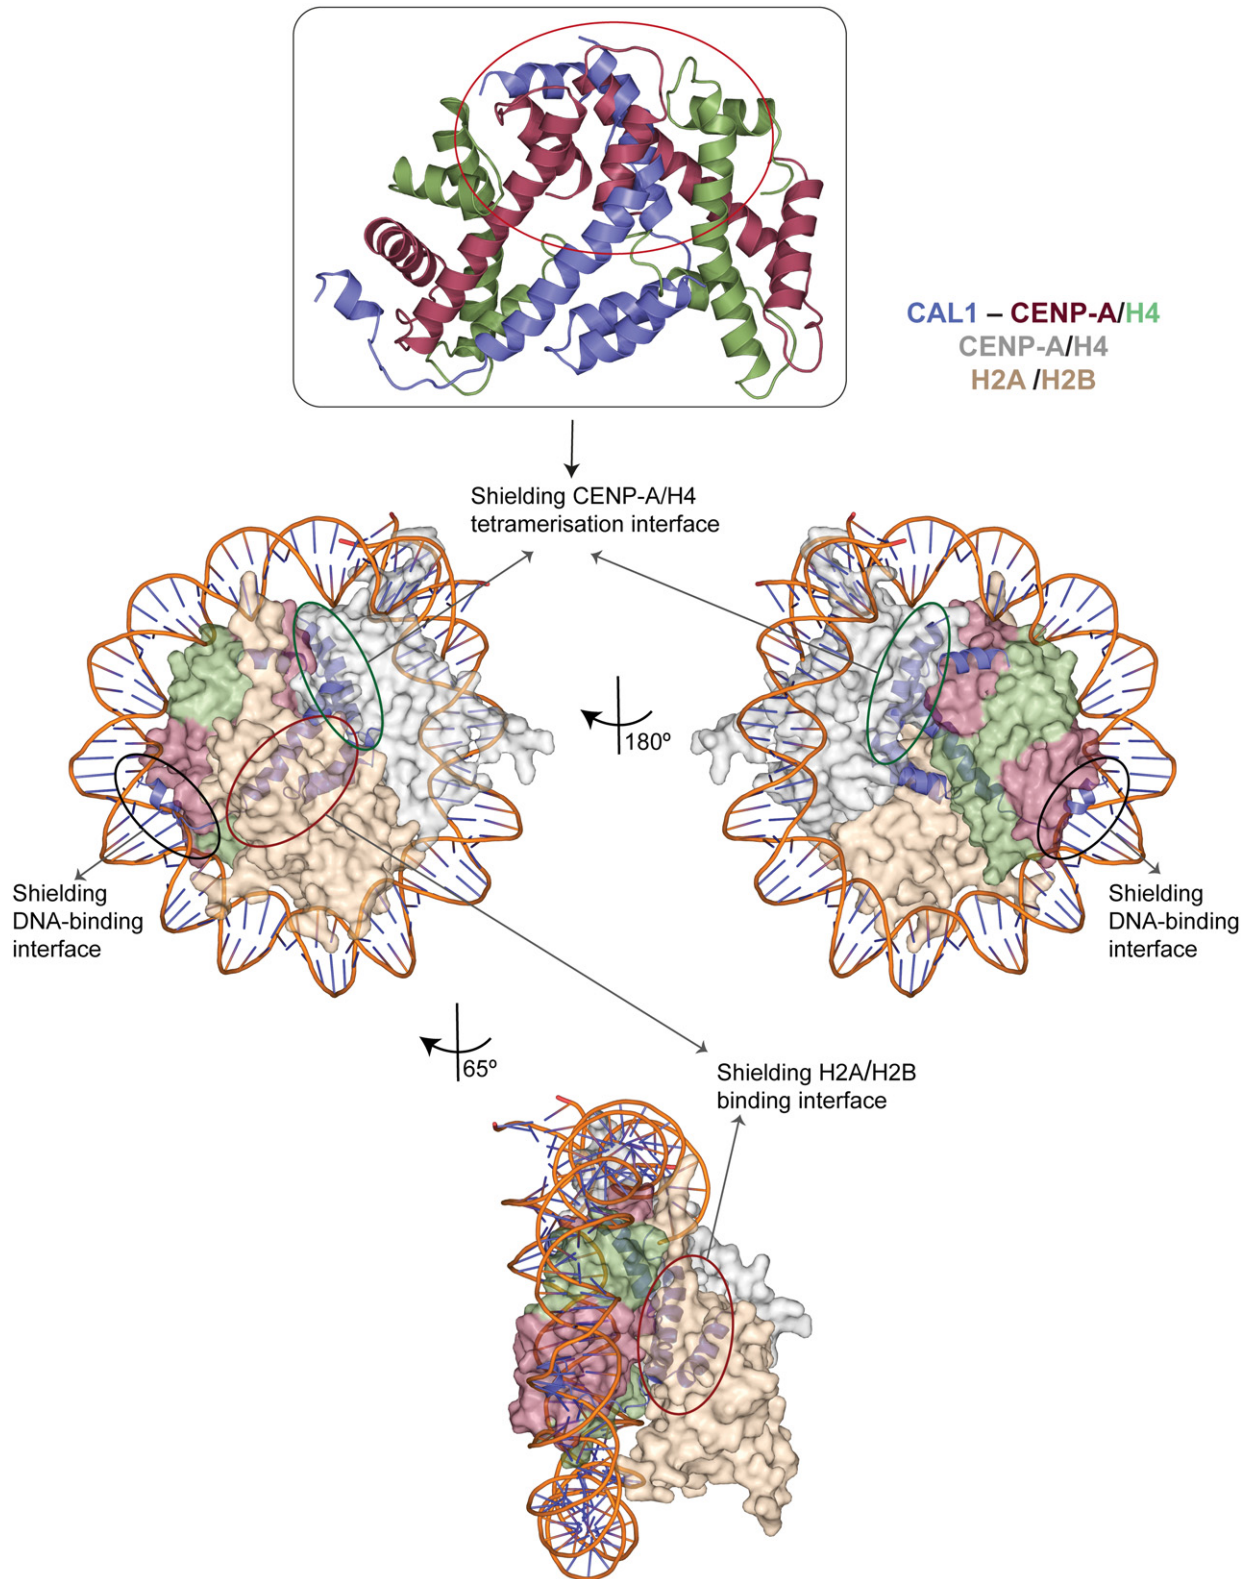 CAL1 – CENP-A/H4
CENP-A/H4
H2A /H2B
Shielding CENP-A/H4
tetramerisation interface
180º
Shielding
DNA-binding
interface
Shielding
DNA-binding
interface
65º
Shielding H2A/H2B
binding interface